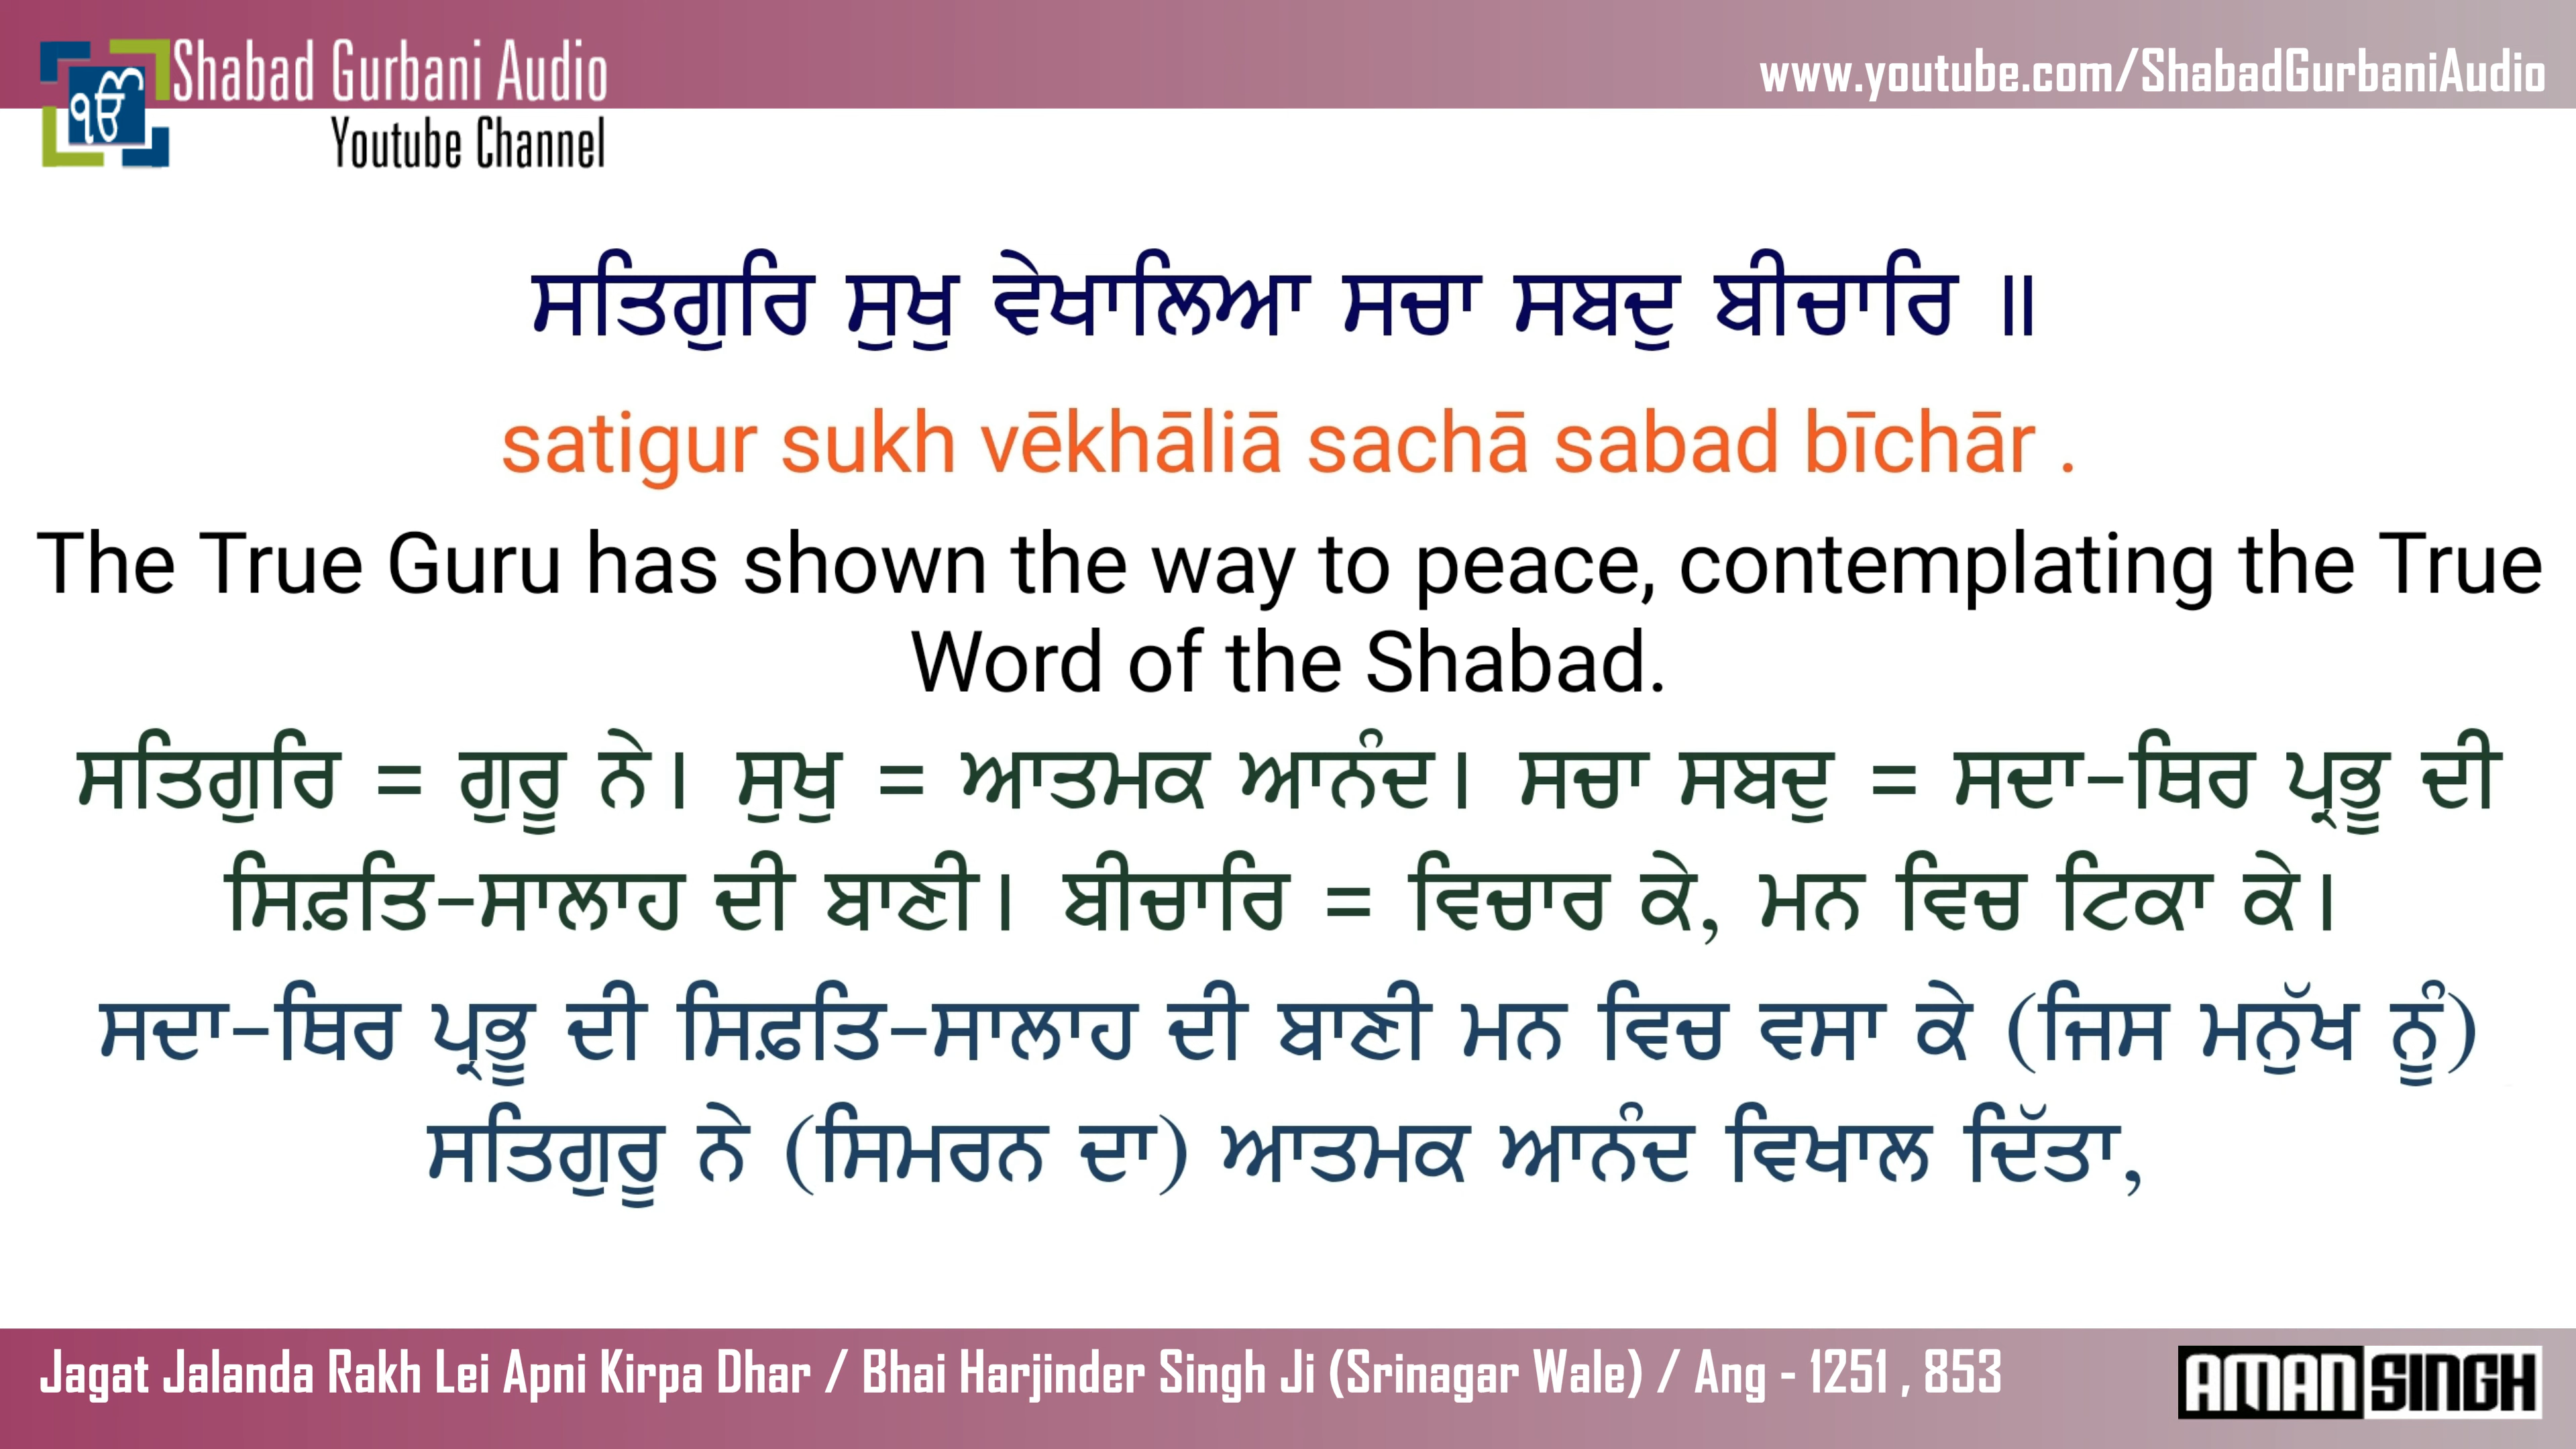 Shabad Gurbani Audio
Youtube Channel
www.youtube.com/ShabadGurbaniAudio
ੴ
ਸਤਿਗੁਰਿ ਸੁਖੁ ਵੇਖਾਲਿਆ ਸਚਾ ਸਬਦੁ ਬੀਚਾਰਿ ॥
satigur sukh vēkhāliā sachā sabad bīchār .
The True Guru has shown the way to peace, contemplating the True
Word of the Shabad.
ਸਤਿਗੁਰਿ = ਗੁਰੂ ਨੇ। ਸੁਖੁ = ਆਤਮਕ ਆਨੰਦ। ਸਚਾ ਸਬਦੁ = ਸਦਾ-ਥਿਰ ਪ੍ਰਭੂ ਦੀ
ਸਿਫ਼ਤਿ-ਸਾਲਾਹ ਦੀ ਬਾਣੀ। ਬੀਚਾਰਿ = ਵਿਚਾਰ ਕੇ, ਮਨ ਵਿਚ ਟਿਕਾ ਕੇ।
ਸਦਾ-ਥਿਰ ਪ੍ਰਭੂ ਦੀ ਸਿਫ਼ਤਿ-ਸਾਲਾਹ ਦੀ ਬਾਣੀ ਮਨ ਵਿਚ ਵਸਾ ਕੇ (ਜਿਸ ਮਨੁੱਖ ਨੂੰ)
ਸਤਿਗੁਰੂ ਨੇ (ਸਿਮਰਨ ਦਾ) ਆਤਮਕ ਆਨੰਦ ਵਿਖਾਲ ਦਿੱਤਾ,
Jagat Jalanda Rakh Lei Apni Kirpa Dhar / Bhai Harjinder Singh Ji (Srinagar Wale) / Ang - 1251 , 853
AMAN SINGH